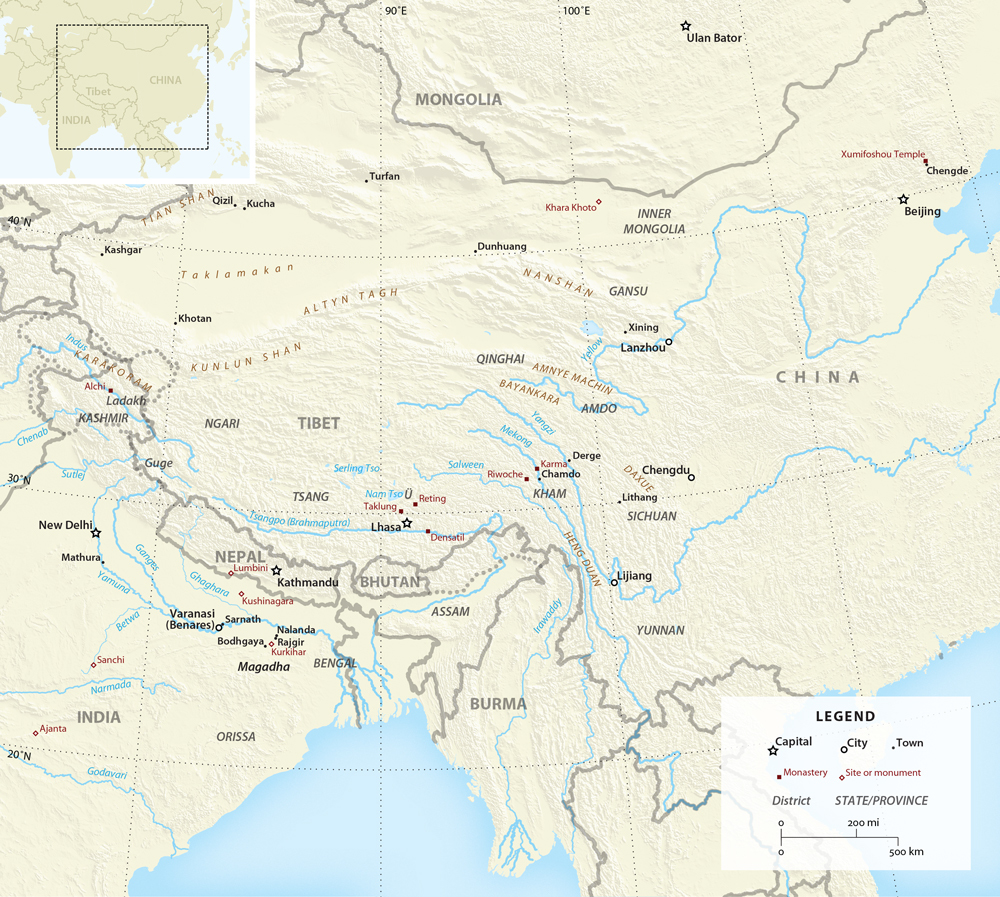 90°E
100°E
Ulan Bator
CHINA
Tibet
INDIA
MONGOLIA
Xumifoshou Temple
Chengde
Turfan
TIAN SHAN
Qizil
Kucha
Khara Khoto
INNER
MONGOLIA
Beijing
40°N
Kashgar
Dunhuang
Taklamakan
NANSHAN
GANSU
ALTYN TAGH
Khotan
Xining
Lanzhou
Yellow
Indus
KARAKORAM
KUNLUN SHAN
QINGHAI
AMNYE MACHIN
CHINA
Alchi
Ladakh
KASHMIR
BAYANKARA
AMDO
NGARI
TIBET
Yangzi
Chenab
Mekong
Guge
Derge
Sutlej
Serling Tso
Salween
Karma
Riwoche
Chamdo
DAXUE
Chengdu
30°N
TSANG
Nam Tso
Ü
Reting
KHAM
Lithang
Taklung
SICHUAN
New Delhi
Tsangpo (Brahmaputra)
Lhasa
Densatil
Mathura
Ganges
NEPAL
Lumbini
HENGDUAN
Yamuna
Ghaghara
Kathmandu
BHUTAN
Lijiang
Kushinagara
Betwa
Varanasi
(Benares)
Sarnath
ASSAM
Irawaddy
Nalanda
Bodhgaya
Rajgir
YUNNAN
Kurkihar
Sanchi
Magadha
BENGAL
Narmada
INDIA
BURMA
Ajanta
ORISSA
20°N
Godavari
LEGEND
Capital
City
Town
Monastery
Site or monument
District
STATE/PROVINCE
0
200 mi
0
500 km